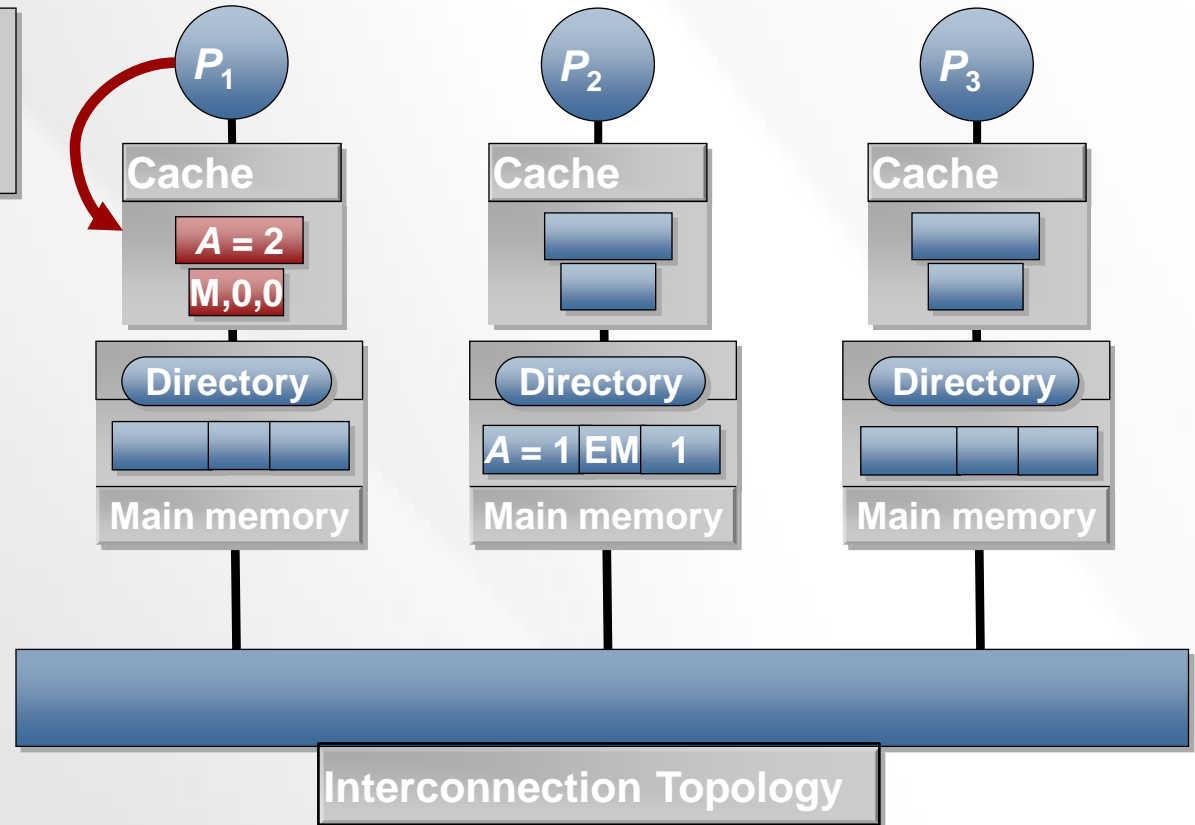 P1 P2 P3
Cache Cache Cache
A = 2
M,0,0
Directory Directory Directory
A = 1 EM 1
Main memory Main memory Main memory
Interconnection Topology